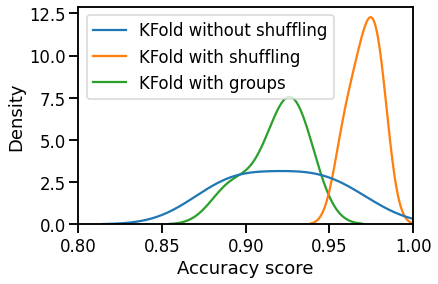 KFold without shuffling
KFold with shuffling
KFold with groups
Density
12.5
10.0
7.5
5.0
2.5
0.0
0.80
0.85
0.90
0.95
1.00
Accuracy score